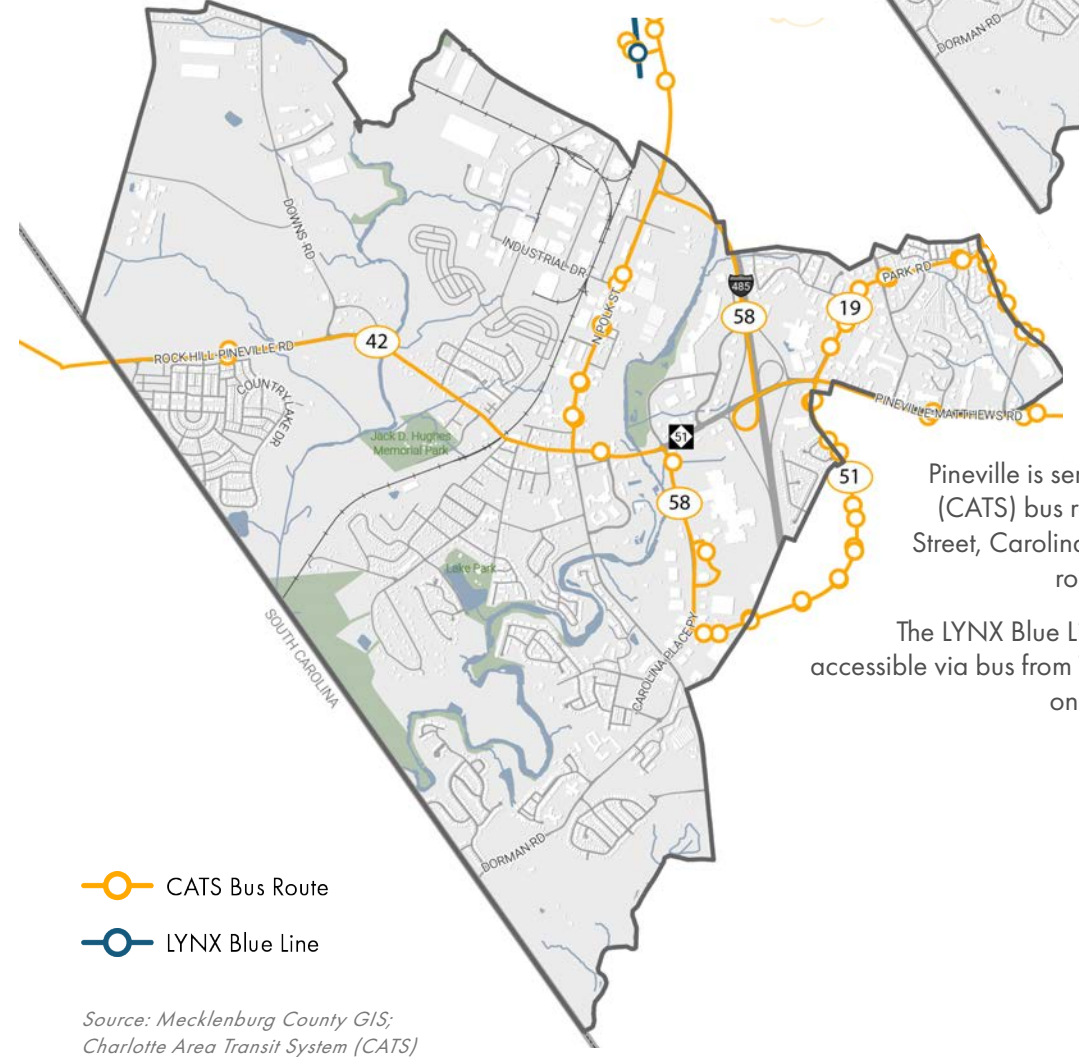 DORMAN RD
DOWNS RD
INDUSTRIAL DR
N POLK ST
485
58
19
PARK RD
42
ROCK HILL-PINEVILLE RD
COUNTRY LAKE DR
PINEVILLE MATTHEWS RD
Jack D. Hughes
Memorial Park
51
58
51
Pineville is ser
(CATS) bus r
Street, Carolina
ro
The LYNX Blue L
accessible via bus from
on
Lake Park
SOUTH CAROLINA
CAROLINA PLACE PY
DORMAN RD
CATS Bus Route
LYNX Blue Line
Source: Mecklenburg County GIS;
Charlotte Area Transit System (CATS)